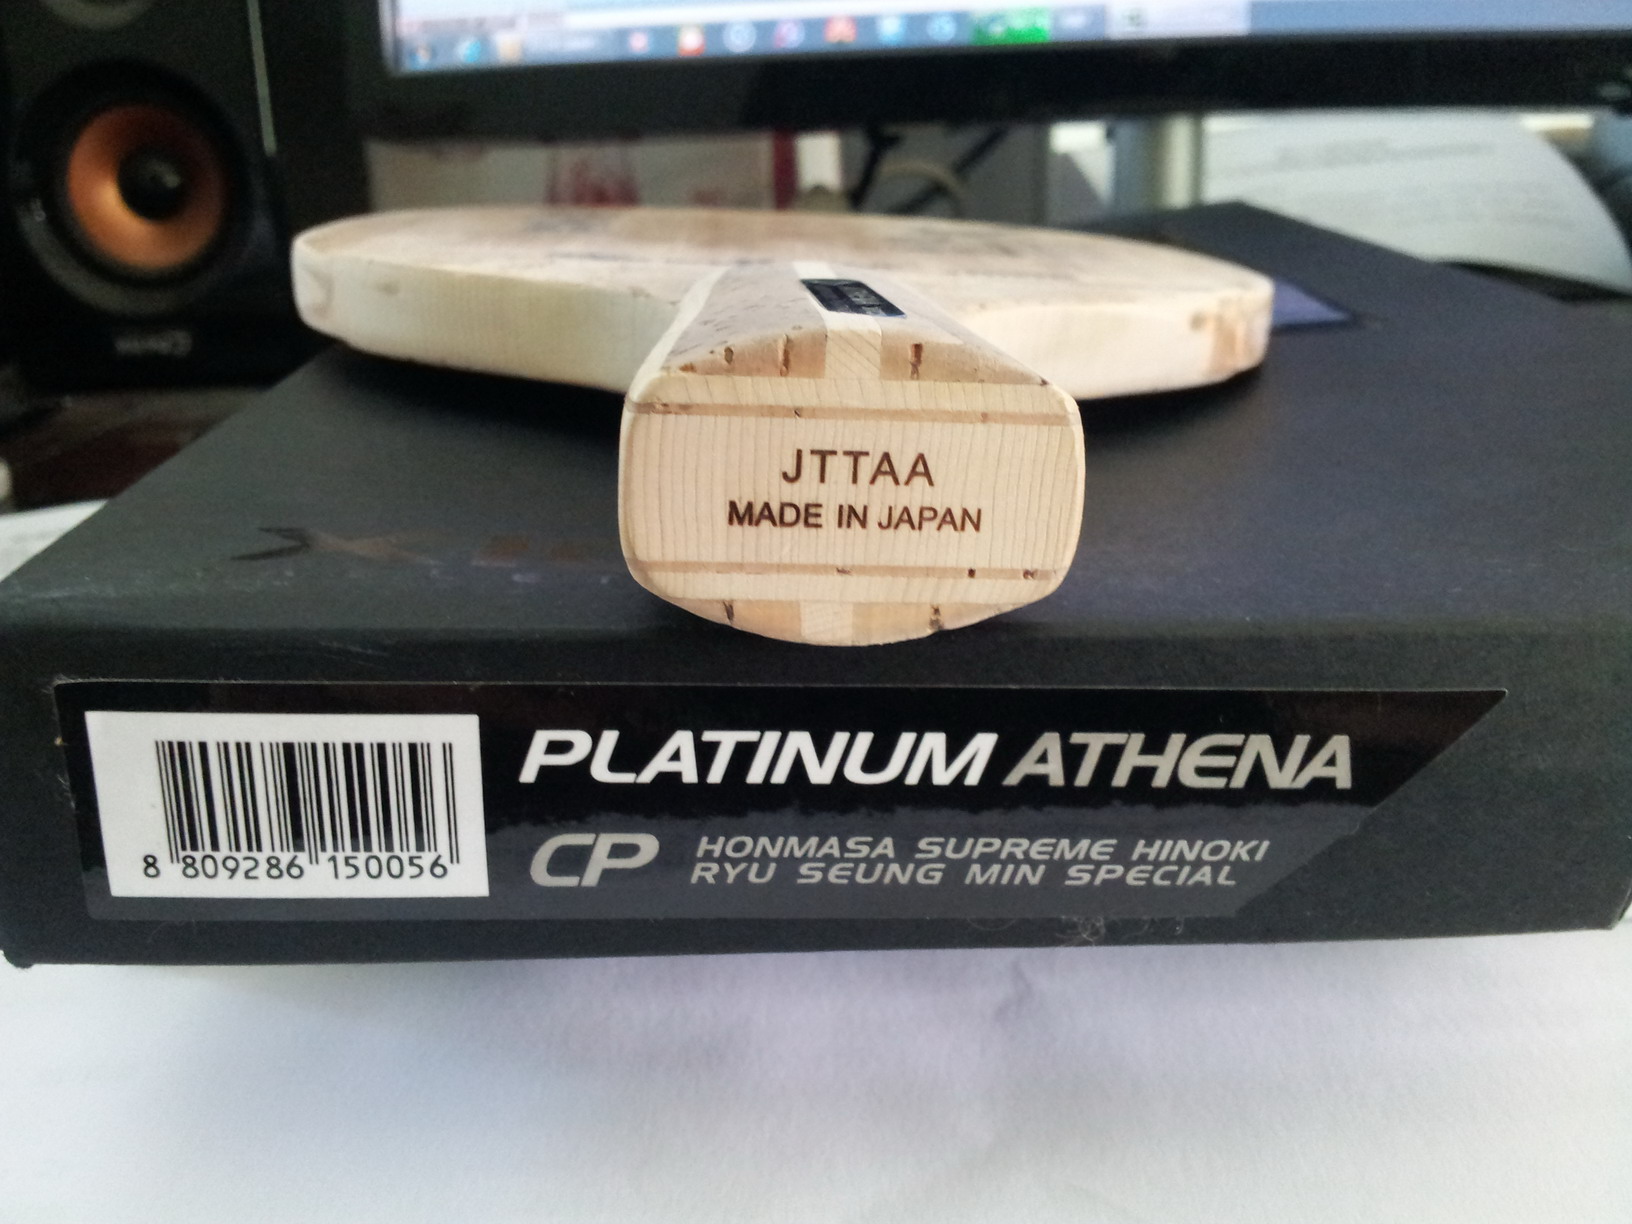 JTTAA
MADE IN JAPAN
PLATINUM ATHENA
CP
HONMASA SUPREME HINOKI
RYU SEUNG MIN SPECIAL
8 809286 150056